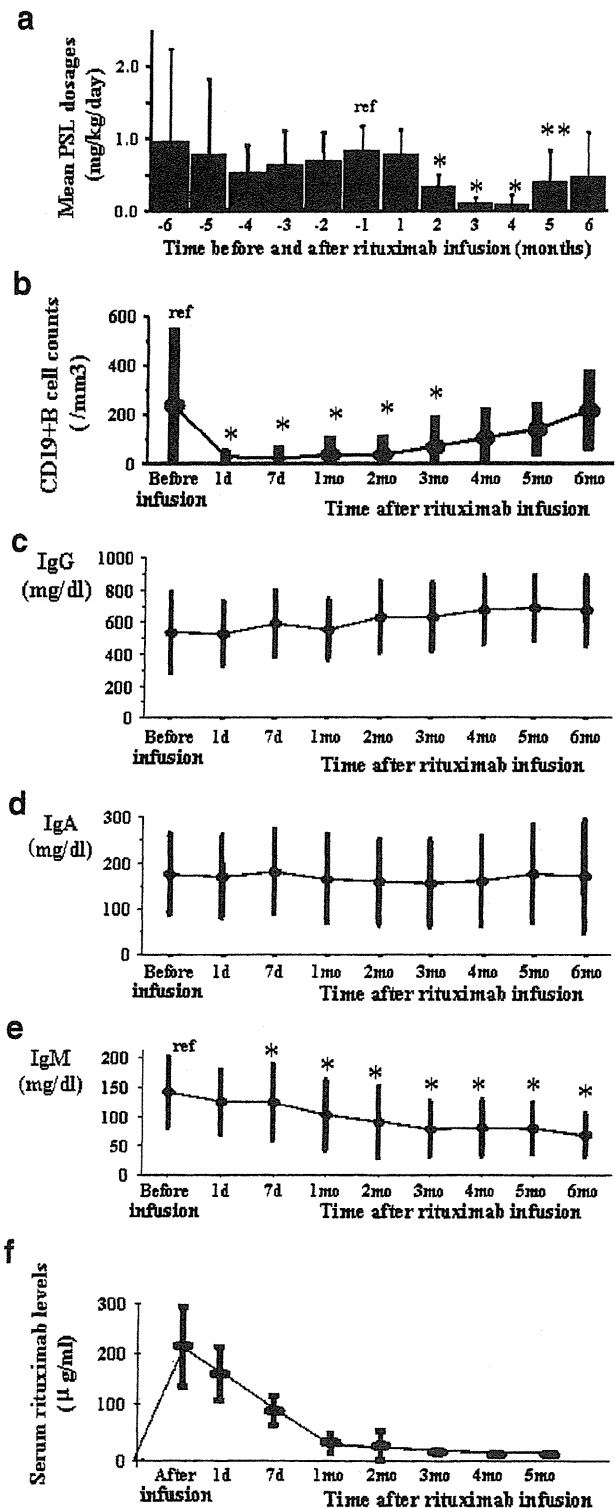 a
Mean PSL dosages
(mg/kg/day)
2.0
1.0
0.0
ref
*
*
*
**
-6 -5 -4 -3 -2 -1 1 2 3 4 5 6
Time before and after rituximab infusion (months)
b
CD19+B cell counts
( /mm3)
600
400
200
0
ref
*
*
*
*
*
Before infusion 1d 7d 1mo 2mo 3mo 4mo 5mo 6mo
Time after rituximab infusion
c
IgG
(mg/dl)
1000
800
600
400
200
0
Before infusion 1d 7d 1mo 2mo 3mo 4mo 5mo 6mo
Time after rituximab infusion
d
IgA
(mg/dl)
300
200
100
0
Before infusion 1d 7d 1mo 2mo 3mo 4mo 5mo 6mo
Time after rituximab infusion
e
IgM
(mg/dl)
200
150
100
50
0
ref
*
*
*
*
*
*
*
Before infusion 1d 7d 1mo 2mo 3mo 4mo 5mo 6mo
Time after rituximab infusion
f
Serum rituximab levels
(μg/ml)
300
200
100
0
After infusion 1d 7d 1mo 2mo 3mo 4mo 5mo
Time after rituximab infusion